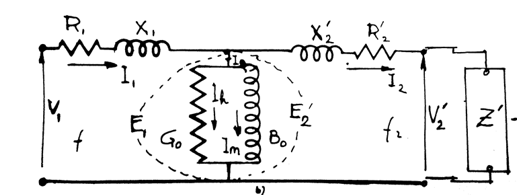 R₁ X₁ X₂' R₂'
I₀
I₁ I₂
V₁ E₁ G₀ Iₕ Iₘ B₀ E₂' V₂' Z'
f f₂
b)